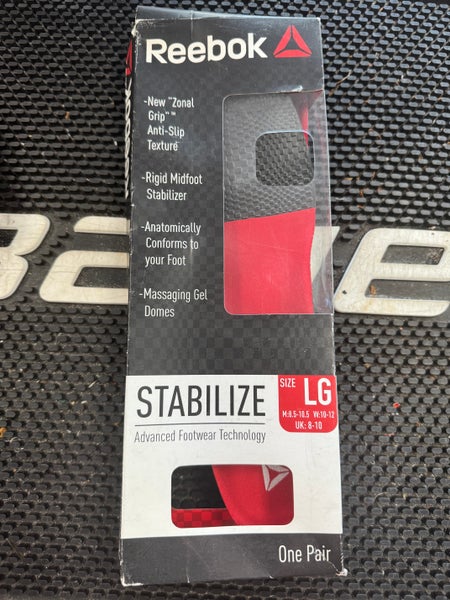 Reebok
-New "Zonal
Grip"™
Anti-Slip
Texture
-Rigid Midfoot
Stabilizer
-Anatomically
Conforms to
your Foot
-Massaging Gel
Domes
STABILIZE
Advanced Footwear Technology
SIZE LG
M:8.5-10.5 W:10-12
UK: 8-10
One Pair